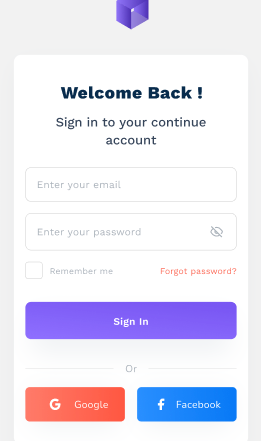 Welcome Back !
Sign in to your continue
account
Enter your email
Enter your password
Remember me
Forgot password?
Sign In
Or
Google
Facebook